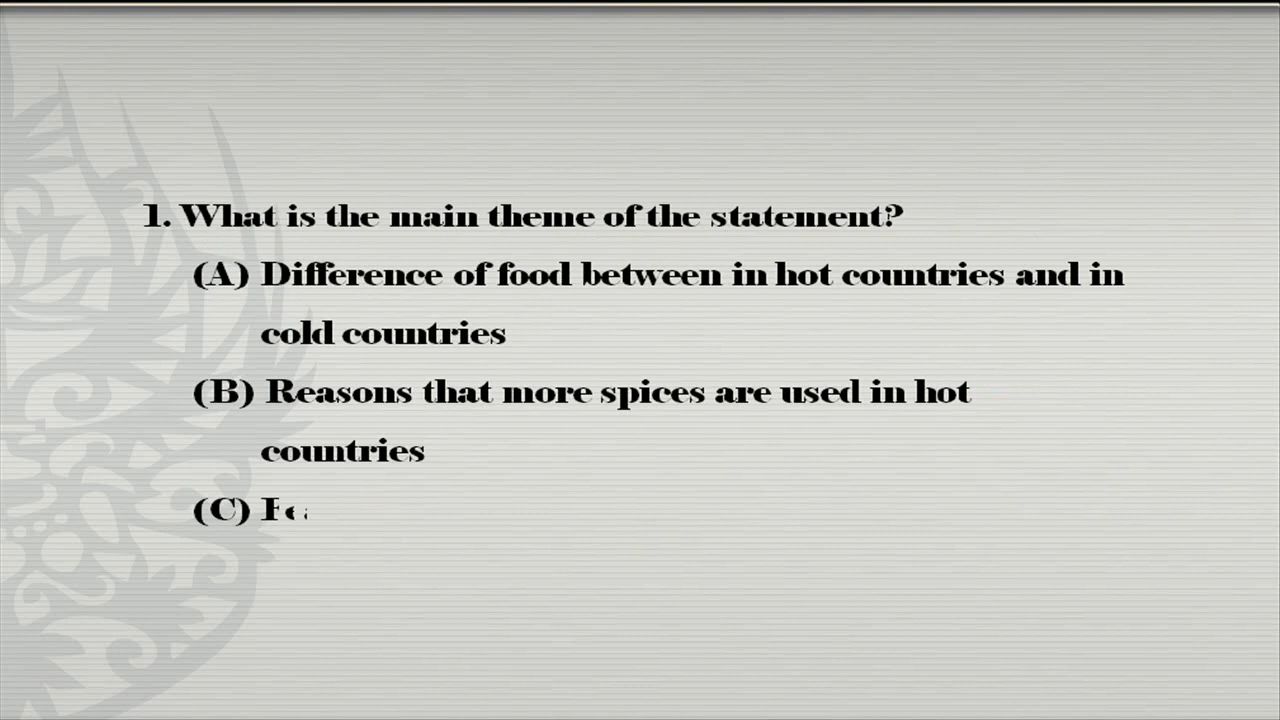 1. What is the main theme of the statement?
(A) Difference of food between in hot countries and in
cold countries
(B) Reasons that more spices are used in hot
countries
(C)